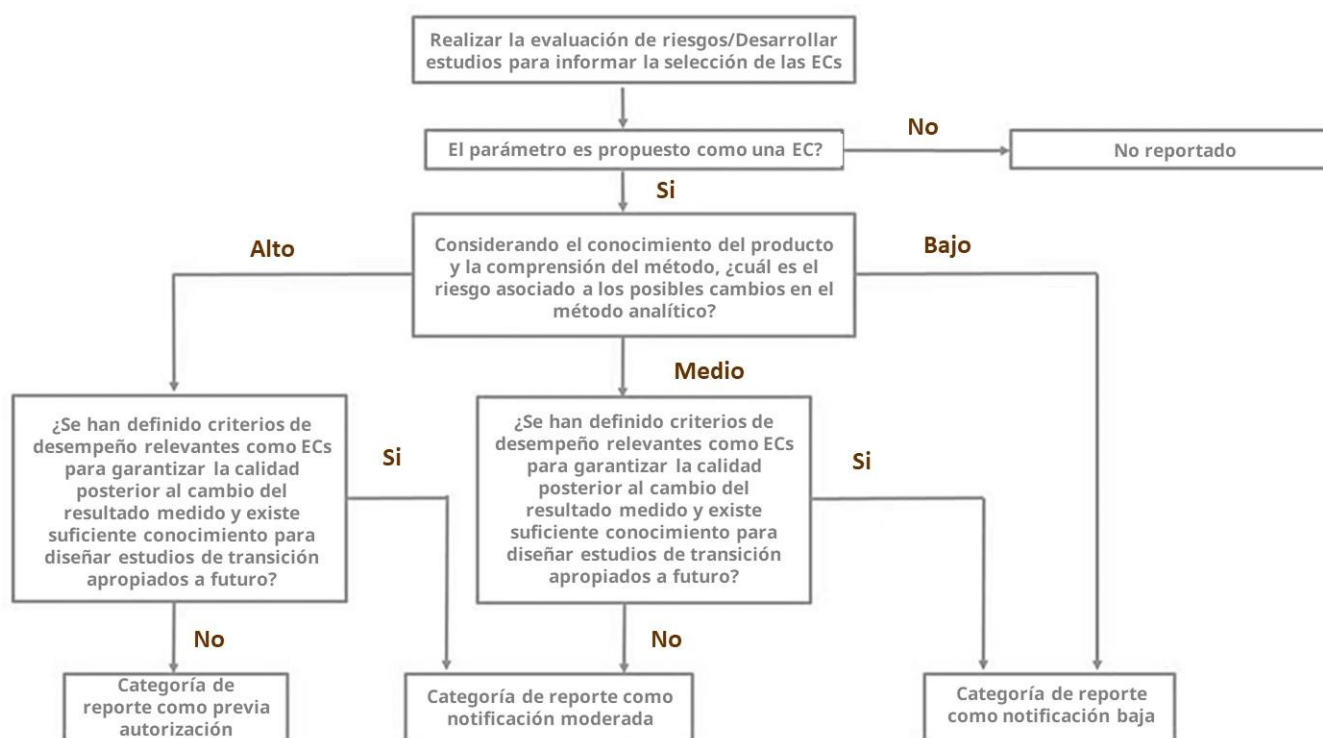 Realizar la evaluación de riesgos/Desarrollar
estudios para informar la selección de las ECs
El parámetro es propuesto como una EC?
No
No reportado
Si
Considerando el conocimiento del producto
y la comprensión del método, ¿cuál es el
riesgo asociado a los posibles cambios en el
método analítico?
Alto
Bajo
Medio
¿Se han definido criterios de
desempeño relevantes como ECs
para garantizar la calidad
posterior al cambio del
resultado medido y existe
suficiente conocimiento para
diseñar estudios de transición
apropiados a futuro?
Si
¿Se han definido criterios de
desempeño relevantes como ECs
para garantizar la calidad
posterior al cambio del
resultado medido y existe
suficiente conocimiento para
diseñar estudios de transición
apropiados a futuro?
Si
No
No
Categoría de
reporte como previa
autorización
Categoría de reporte como
notificación moderada
Categoría de reporte
como notificación baja